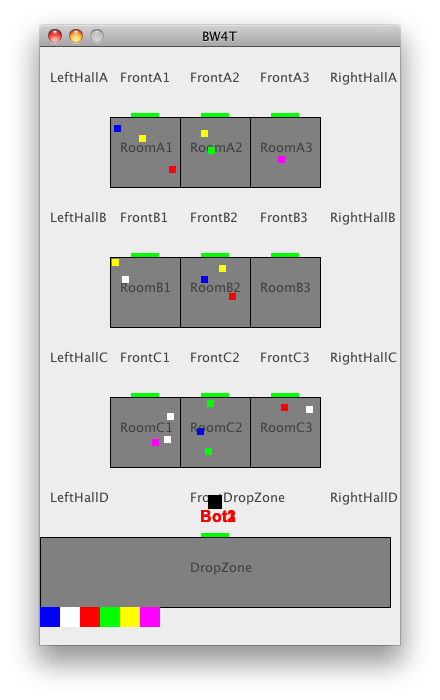 BW4T
LeftHallA FrontA1 FrontA2 FrontA3 RightHallA
RoomA1 RoomA2 RoomA3
LeftHallB FrontB1 FrontB2 FrontB3 RightHallB
RoomB1 RoomB2 RoomB3
LeftHallC FrontC1 FrontC2 FrontC3 RightHallC
RoomC1 RoomC2 RoomC3
LeftHallD FrontDropZone RightHallD
DropZone